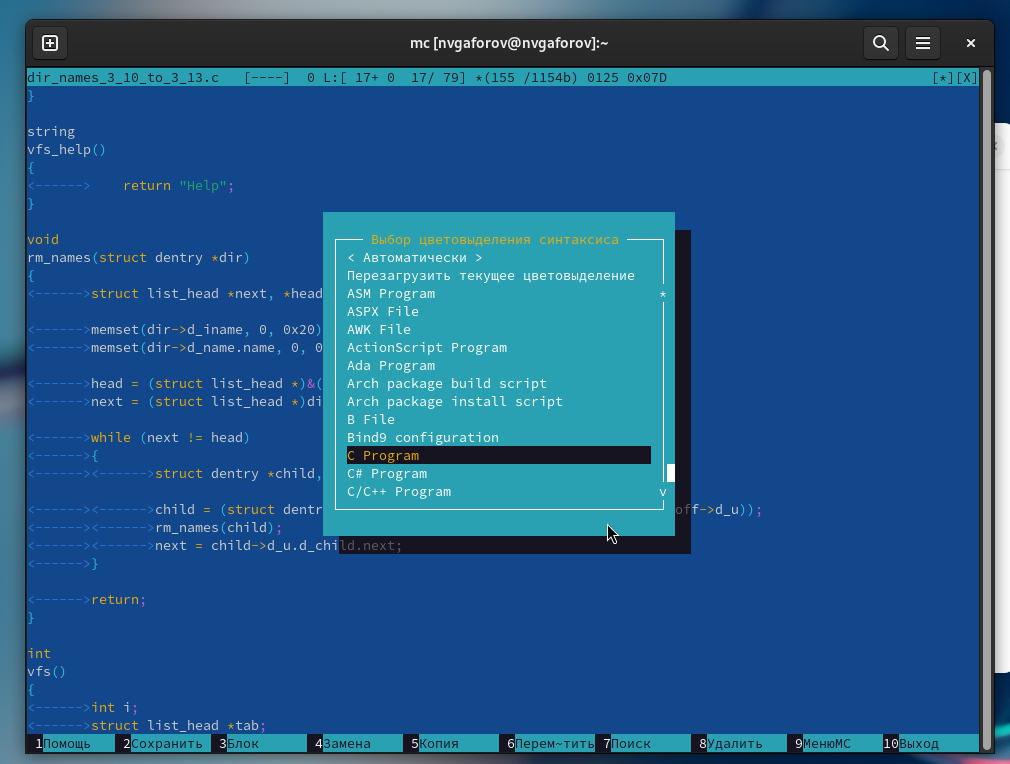 mc [nvgaforov@nvgaforov]:~
dir_names_3_10_to_3_13.c   [----]  0 L:[ 17+ 0  17/ 79] *(155 /1154b) 0125 0x07D   [*][X]
}
string
vfs_help()
{
<------>    return "Help";
}
void
rm_names(struct dentry *dir)
{
<------>struct list_head *next, *head
<------>memset(dir->d_iname, 0, 0x20)
<------>memset(dir->d_name.name, 0, 0
<------>head = (struct list_head *)&(
<------>next = (struct list_head *)di
<------>while (next != head)
<------>{
<------><------>struct dentry *child,
<------><------>child = (struct dentr off->d_u));
<------><------>rm_names(child);
<------><------>next = child->d_u.d_child.next;
<------>}
<------>return;
}
int
vfs()
{
<------>int i;
<------>struct list_head *tab;
Выбор цветовыделения синтаксиса
< Автоматически >
Перезагрузить текущее цветовыделение
ASM Program *
ASPX File
AWK File
ActionScript Program
Ada Program
Arch package build script
Arch package install script
B File
Bind9 configuration
C Program
C# Program
C/C++ Program v
1Помощь 2Сохранить 3Блок 4Замена 5Копия 6Перем~тить 7Поиск 8Удалить 9МенюMC 10Выход